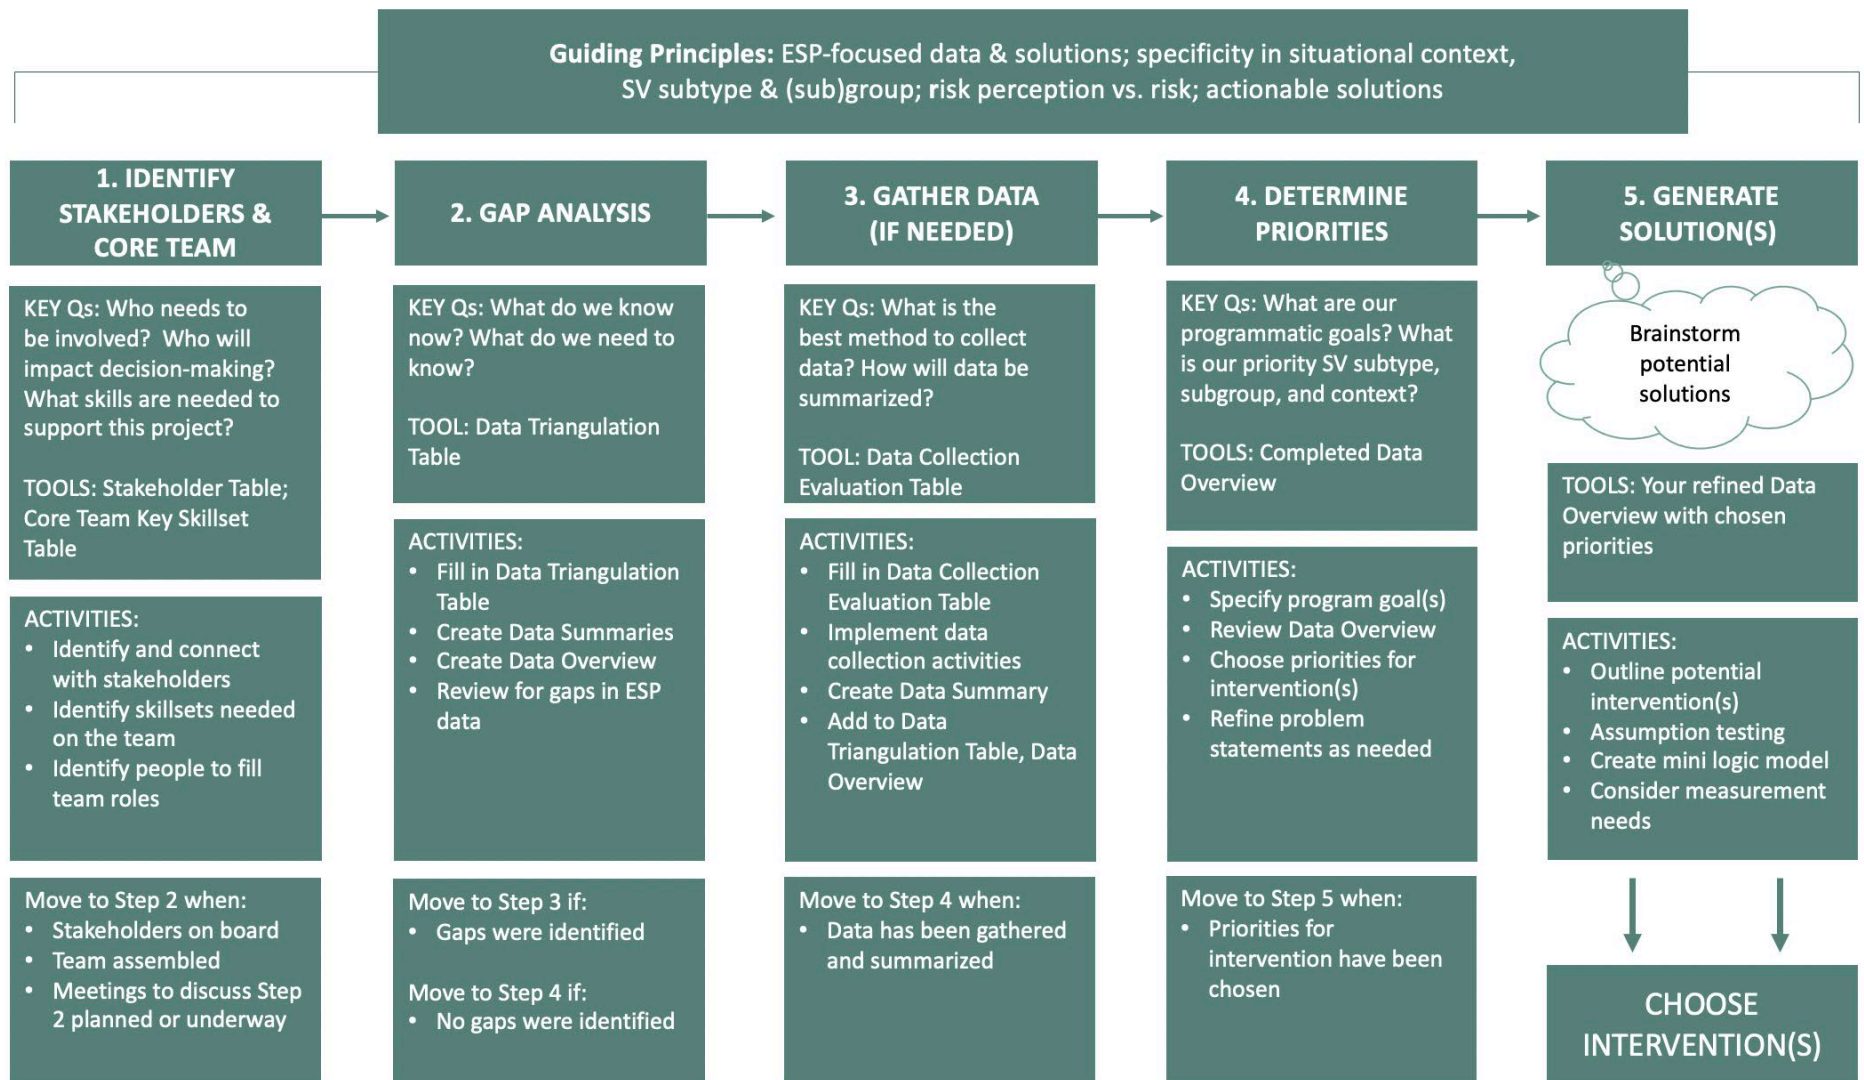 Guiding Principles: ESP-focused data & solutions; specificity in situational context,
SV subtype & (sub)group; risk perception vs. risk; actionable solutions
1. IDENTIFY
STAKEHOLDERS &
CORE TEAM
KEY Qs: Who needs to
be involved?  Who will
impact decision-making?
What skills are needed to
support this project?
TOOLS: Stakeholder Table;
Core Team Key Skillset
Table
ACTIVITIES:
• Identify and connect
with stakeholders
• Identify skillsets needed
on the team
• Identify people to fill
team roles
Move to Step 2 when:
• Stakeholders on board
• Team assembled
• Meetings to discuss Step
2 planned or underway
2. GAP ANALYSIS
KEY Qs: What do we know
now? What do we need to
know?
TOOL: Data Triangulation
Table
ACTIVITIES:
• Fill in Data Triangulation
Table
• Create Data Summaries
• Create Data Overview
• Review for gaps in ESP
data
Move to Step 3 if:
• Gaps were identified
Move to Step 4 if:
• No gaps were identified
3. GATHER DATA
(IF NEEDED)
KEY Qs: What is the
best method to collect
data? How will data be
summarized?
TOOL: Data Collection
Evaluation Table
ACTIVITIES:
• Fill in Data Collection
Evaluation Table
• Implement data
collection activities
• Create Data Summary
• Add to Data
Triangulation Table, Data
Overview
Move to Step 4 when:
• Data has been gathered
and summarized
4. DETERMINE
PRIORITIES
KEY Qs: What are our
programmatic goals? What
is our priority SV subtype,
subgroup, and context?
TOOLS: Completed Data
Overview
ACTIVITIES:
• Specify program goal(s)
• Review Data Overview
• Choose priorities for
intervention(s)
• Refine problem
statements as needed
Move to Step 5 when:
• Priorities for
intervention have been
chosen
5. GENERATE
SOLUTION(S)
Brainstorm
potential
solutions
TOOLS: Your refined Data
Overview with chosen
priorities
ACTIVITIES:
• Outline potential
intervention(s)
• Assumption testing
• Create mini logic model
• Consider measurement
needs
CHOOSE
INTERVENTION(S)